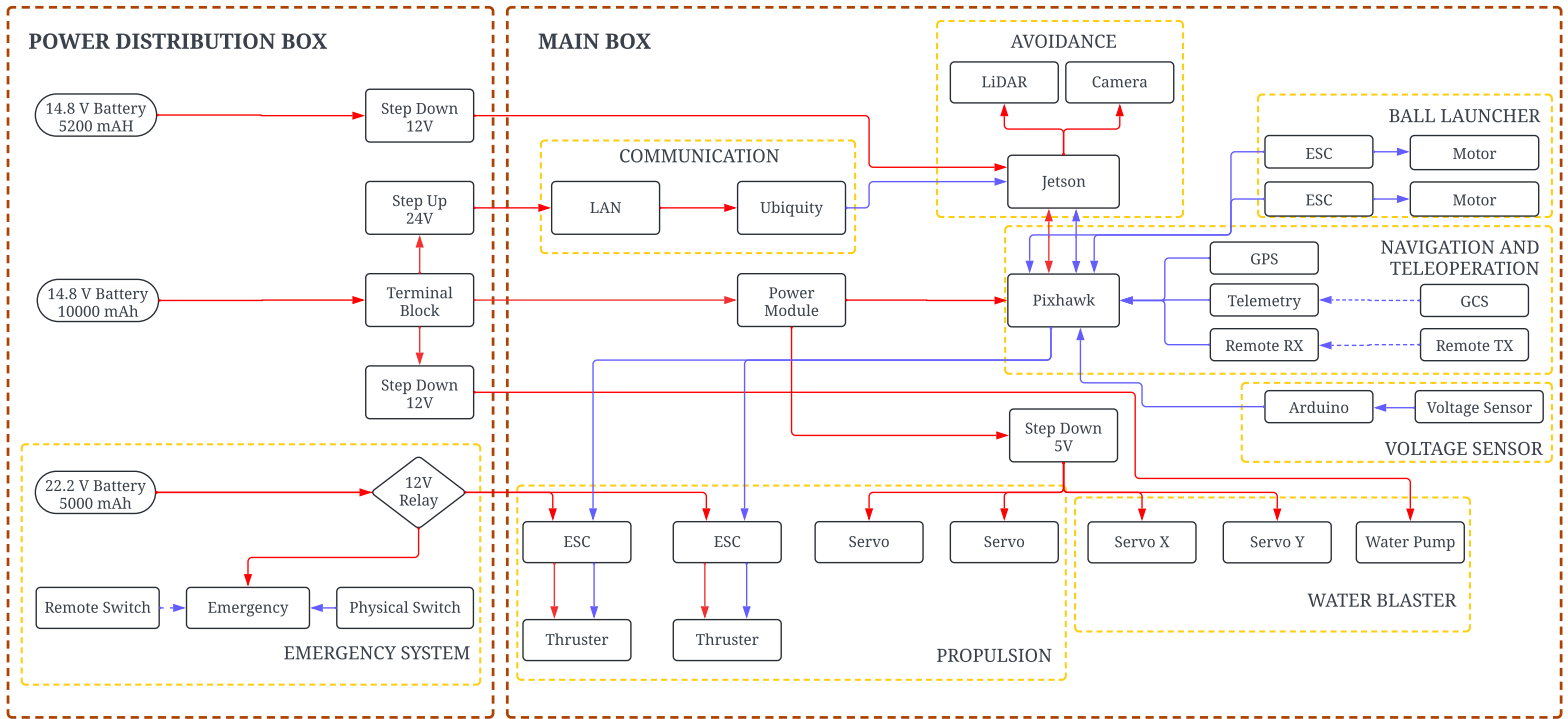 POWER DISTRIBUTION BOX
14.8 V Battery
5200 mAH
Step Down
12V
Step Up
24V
14.8 V Battery
10000 mAh
Terminal
Block
Step Down
12V
22.2 V Battery
5000 mAh
12V
Relay
Remote Switch
Emergency
Physical Switch
EMERGENCY SYSTEM
MAIN BOX
AVOIDANCE
LiDAR
Camera
Jetson
COMMUNICATION
LAN
Ubiquity
BALL LAUNCHER
ESC
Motor
ESC
Motor
NAVIGATION AND
TELEOPERATION
Power
Module
Pixhawk
GPS
Telemetry
GCS
Remote RX
Remote TX
Arduino
Voltage Sensor
VOLTAGE SENSOR
Step Down
5V
ESC
ESC
Servo
Servo
Thruster
Thruster
PROPULSION
Servo X
Servo Y
Water Pump
WATER BLASTER